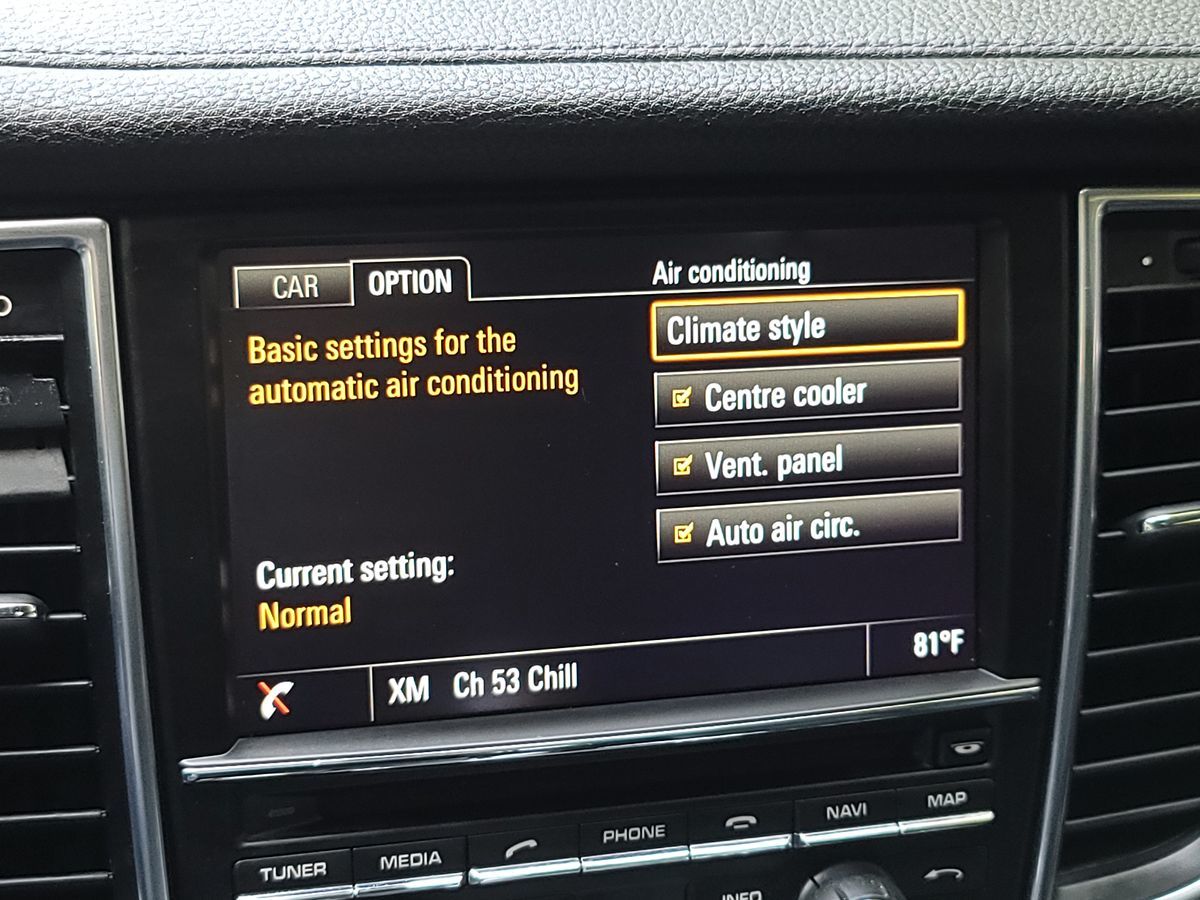 CAR
OPTION
Air conditioning
Basic settings for the
automatic air conditioning
Climate style
Centre cooler
Vent. panel
Auto air circ.
Current setting:
Normal
XM Ch 53 Chill
81°F
TUNER
MEDIA
PHONE
NAVI
MAP
INFO